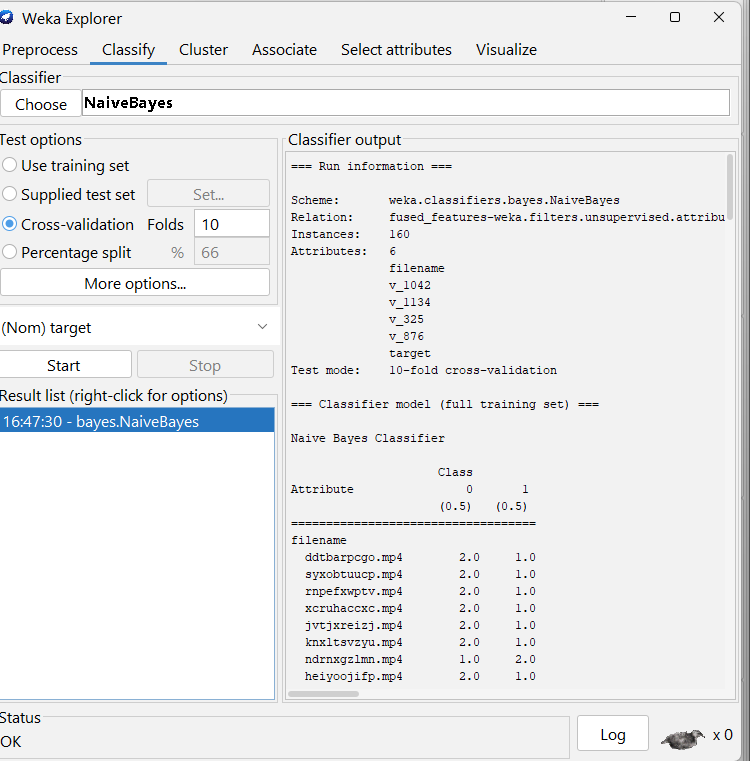 Weka Explorer
Preprocess Classify Cluster Associate Select attributes Visualize
Classifier
Choose NaiveBayes
Test options
Use training set
Supplied test set Set...
Cross-validation Folds 10
Percentage split % 66
More options...
(Nom) target
Start Stop
Result list (right-click for options)
16:47:30 - bayes.NaiveBayes
Classifier output
=== Run information ===
Scheme: weka.classifiers.bayes.NaiveBayes
Relation: fused_features-weka.filters.unsupervised.attribu
Instances: 160
Attributes: 6
filename
v_1042
v_1134
v_325
v_876
target
Test mode: 10-fold cross-validation
=== Classifier model (full training set) ===
Naive Bayes Classifier
Class
Attribute 0 1
(0.5) (0.5)
===================================
filename
ddtbarpcgo.mp4 2.0 1.0
syxobtuucp.mp4 2.0 1.0
rnpefxwptv.mp4 2.0 1.0
xcruhaccxc.mp4 2.0 1.0
jvtjxreizj.mp4 2.0 1.0
knxltsvzyu.mp4 2.0 1.0
ndrnxgzlmn.mp4 1.0 2.0
heiyoojifp.mp4 2.0 1.0
Status
OK
Log x 0